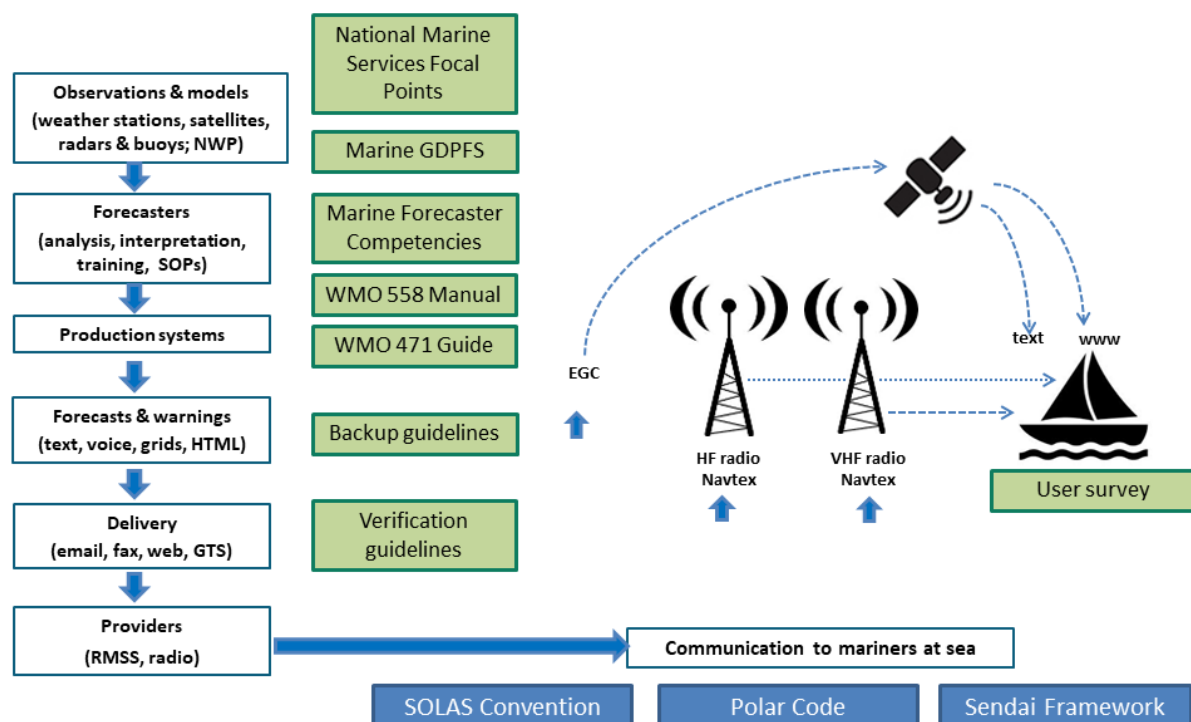 Observations & models
(weather stations, satellites,
radars & buoys; NWP)
Forecasters
(analysis, interpretation,
training, SOPs)
Production systems
Forecasts & warnings
(text, voice, grids, HTML)
Delivery
(email, fax, web, GTS)
Providers
(RMSS, radio)
National Marine
Services Focal
Points
Marine GDPFS
Marine Forecaster
Competencies
WMO 558 Manual
WMO 471 Guide
Backup guidelines
Verification
guidelines
EGC
HF radio
Navtex
VHF radio
Navtex
text
www
User survey
Communication to mariners at sea
SOLAS Convention
Polar Code
Sendai Framework